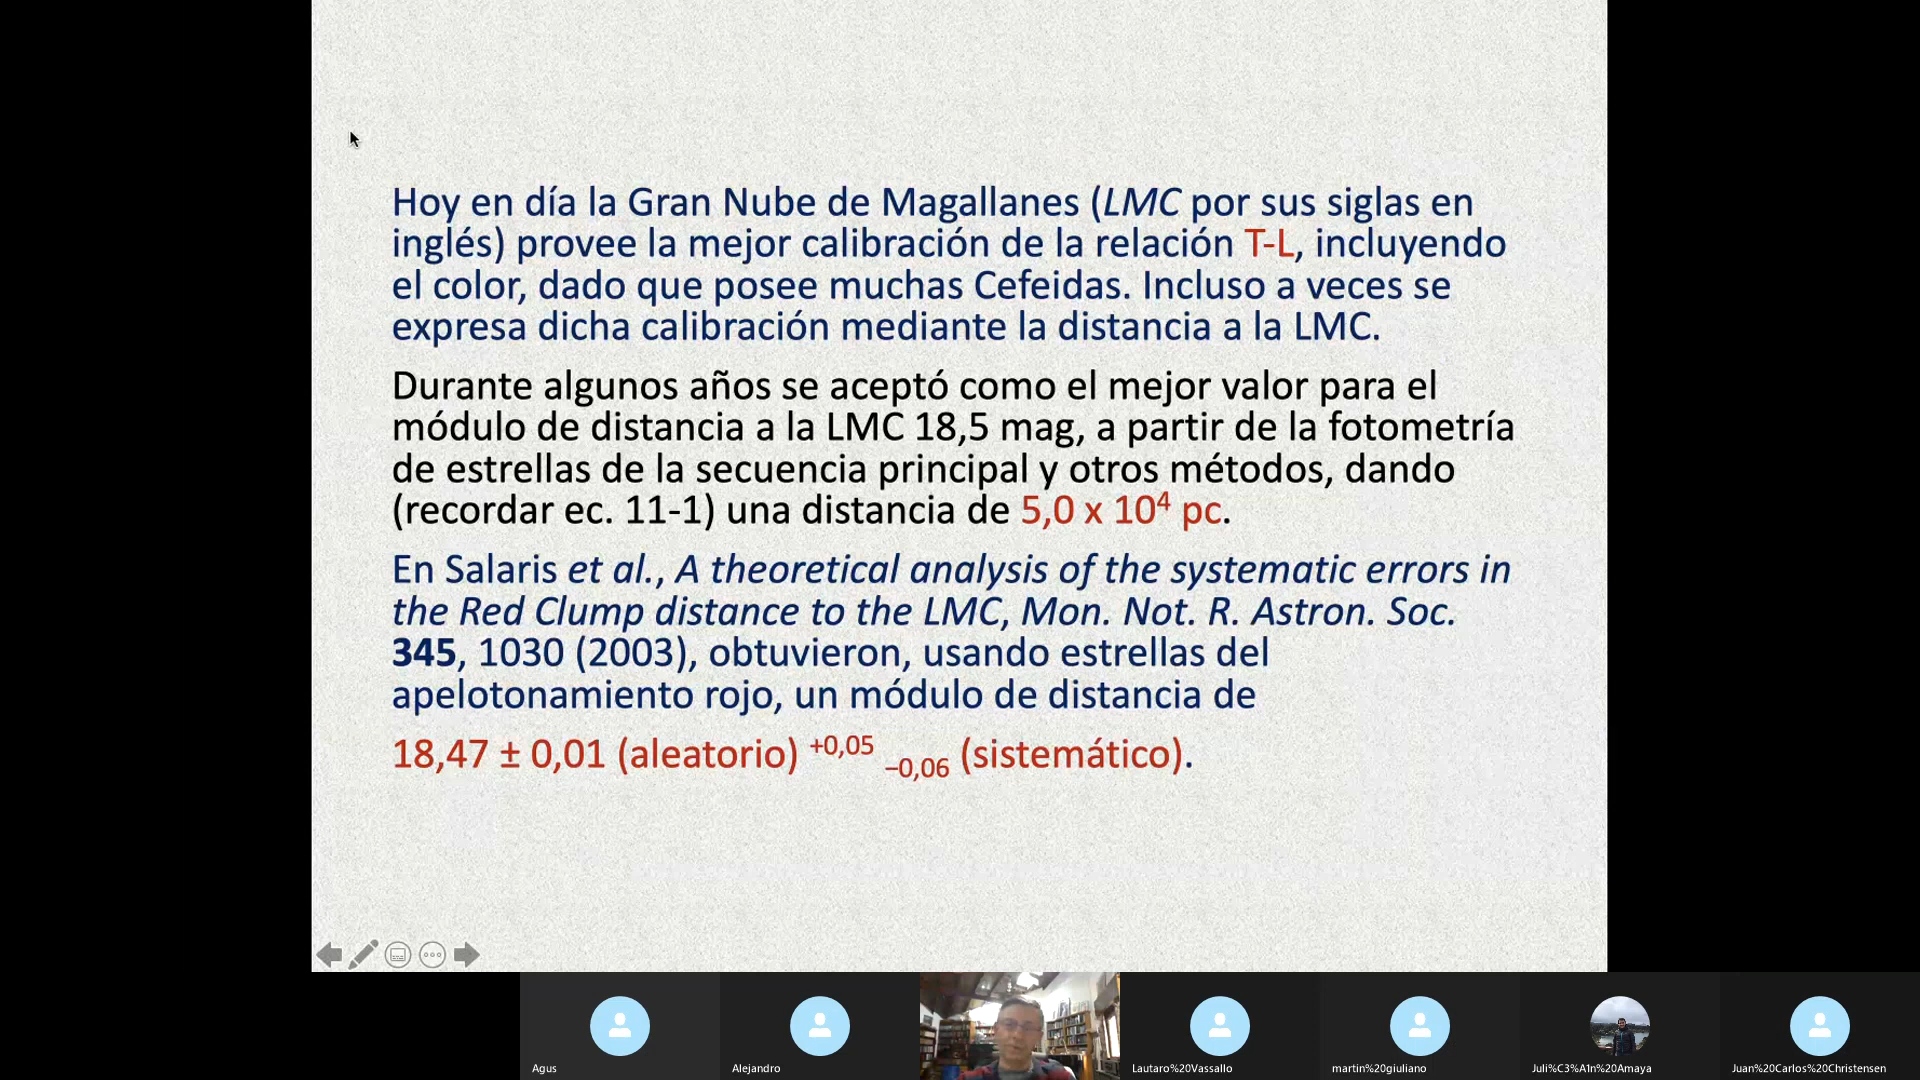 Hoy en día la Gran Nube de Magallanes (LMC por sus siglas en
inglés) provee la mejor calibración de la relación T-L, incluyendo
el color, dado que posee muchas Cefeidas. Incluso a veces se
expresa dicha calibración mediante la distancia a la LMC.
Durante algunos años se aceptó como el mejor valor para el
módulo de distancia a la LMC 18,5 mag, a partir de la fotometría
de estrellas de la secuencia principal y otros métodos, dando
(recordar ec. 11-1) una distancia de 5,0 x 10⁴ pc.
En Salaris et al., A theoretical analysis of the systematic errors in
the Red Clump distance to the LMC, Mon. Not. R. Astron. Soc.
345, 1030 (2003), obtuvieron, usando estrellas del
apelotonamiento rojo, un módulo de distancia de
18,47 ± 0,01 (aleatorio) +0,05 −0,06 (sistemático).
Agus
Alejandro
Lautaro%20Vassallo
martin%20giuliano
Juli%C3%A1n%20Amaya
Juan%20Carlos%20Christensen